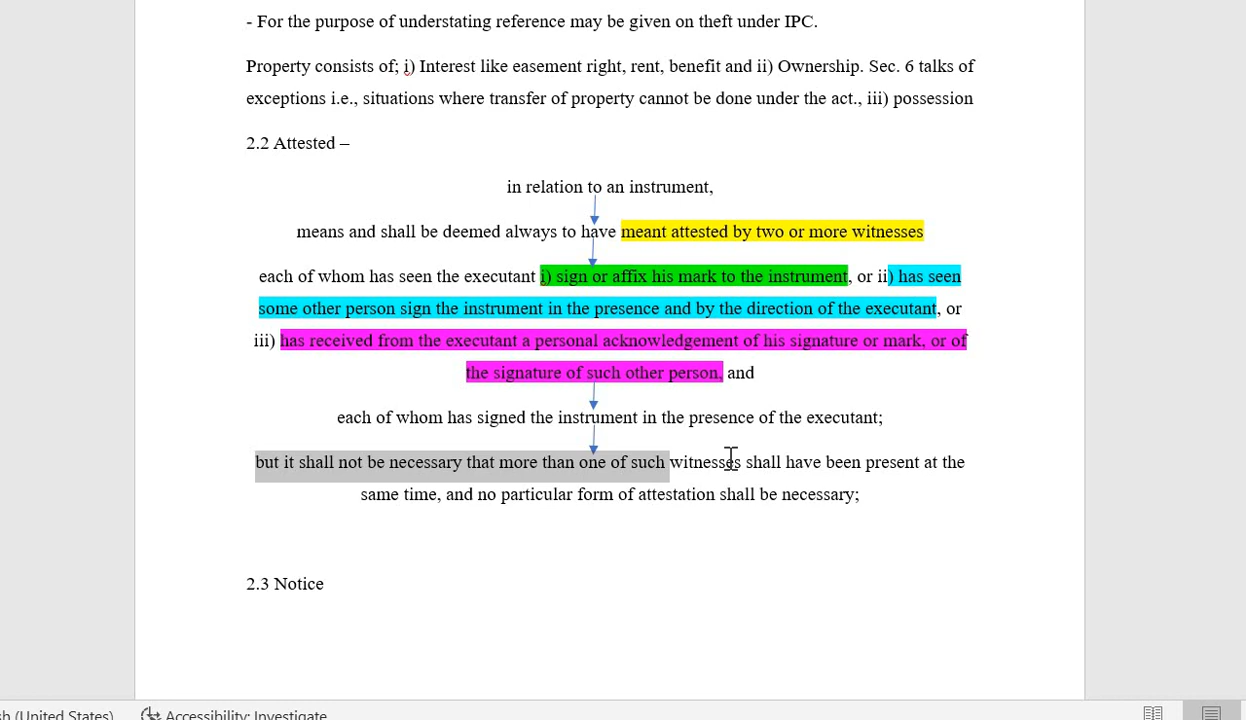 - For the purpose of understating reference may be given on theft under IPC.
Property consists of; i) Interest like easement right, rent, benefit and ii) Ownership. Sec. 6 talks of
exceptions i.e., situations where transfer of property cannot be done under the act., iii) possession
2.2 Attested –
in relation to an instrument,
means and shall be deemed always to have meant attested by two or more witnesses
each of whom has seen the executant i) sign or affix his mark to the instrument, or ii) has seen
some other person sign the instrument in the presence and by the direction of the executant, or
iii) has received from the executant a personal acknowledgement of his signature or mark, or of
the signature of such other person, and
each of whom has signed the instrument in the presence of the executant;
but it shall not be necessary that more than one of such witnesses shall have been present at the
same time, and no particular form of attestation shall be necessary;
2.3 Notice
sh (United States) Accessibility: Investigate